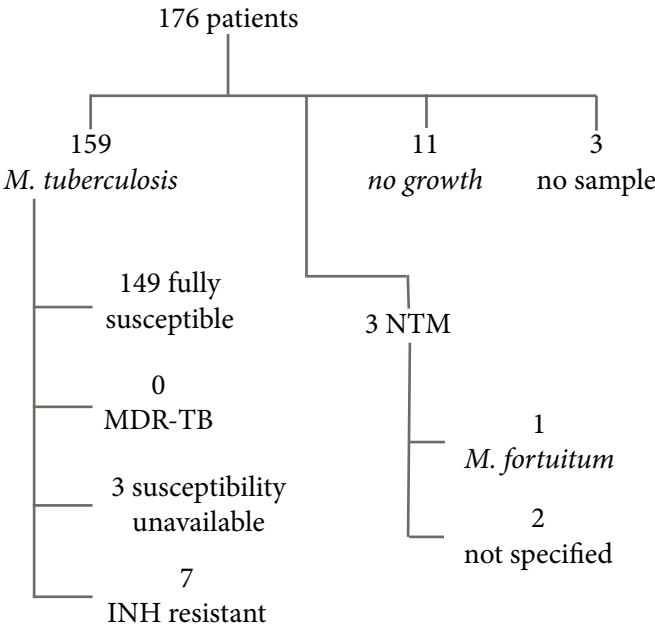 176 patients
159
M. tuberculosis
11
no growth
3
no sample
149 fully
susceptible
0
MDR-TB
3 susceptibility
unavailable
7
INH resistant
3 NTM
1
M. fortuitum
2
not specified